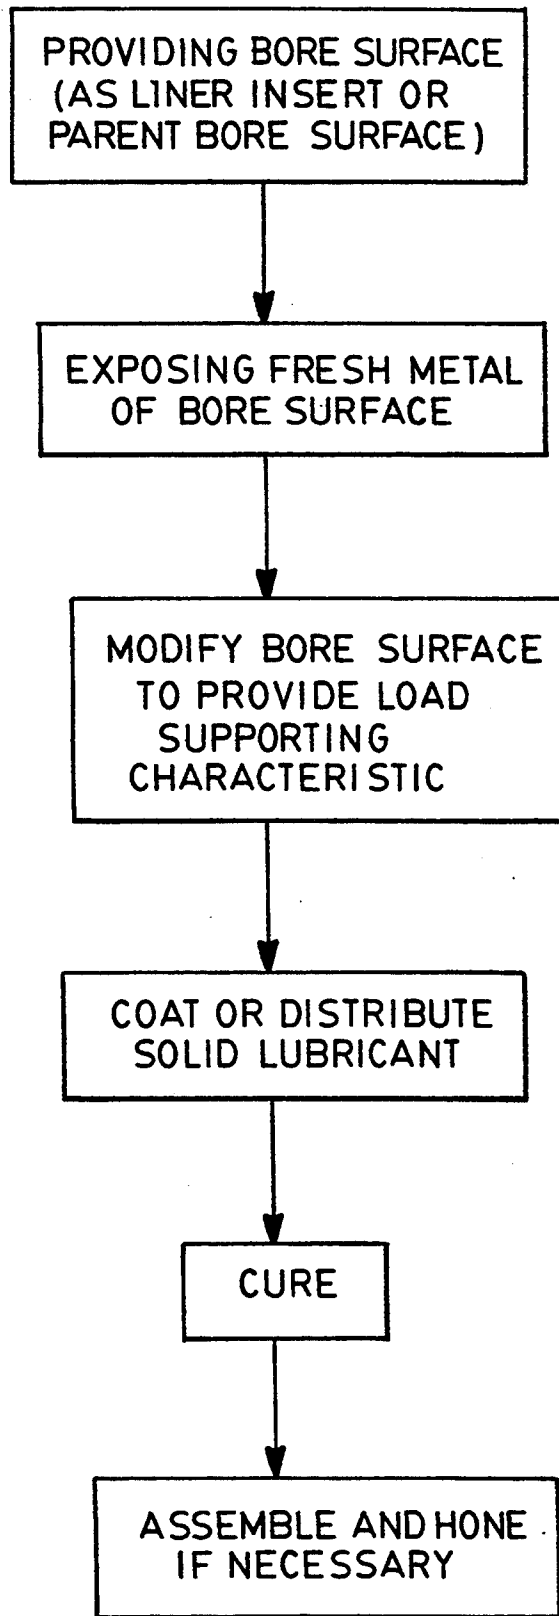 PROVIDING BORE SURFACE
(AS LINER INSERT OR
PARENT BORE SURFACE)
EXPOSING FRESH METAL
OF BORE SURFACE
MODIFY BORE SURFACE
TO PROVIDE LOAD
SUPPORTING
CHARACTERISTIC
COAT OR DISTRIBUTE
SOLID LUBRICANT
CURE
ASSEMBLE AND HONE
IF NECESSARY